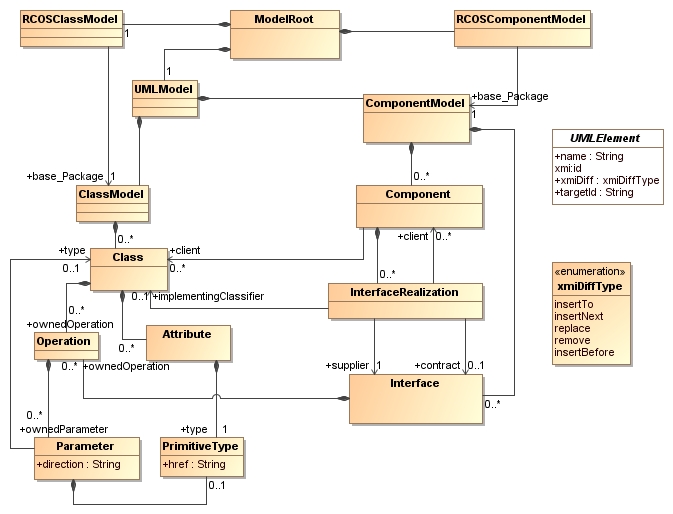 RCOSClassModel
ModelRoot
RCOSComponentModel
1
1
UMLModel
ComponentModel
+base_Package
1
UMLElement
+name : String
xmi:id
+xmiDiff : xmiDiffType
+targetId : String
+base_Package
1
0..*
ClassModel
Component
0..*
+type
+client
+client
0..*
Class
0..1
0..*
«enumeration»
xmiDiffType
insertTo
insertNext
replace
remove
insertBefore
0..*
0..1
+implementingClassifier
InterfaceRealization
0..*
+ownedOperation
Operation
0..*
Attribute
0..*
+ownedOperation
+supplier
1
+contract
0..1
Interface
0..*
0..*
+ownedParameter
+type
1
Parameter
+direction : String
PrimitiveType
+href : String
0..1